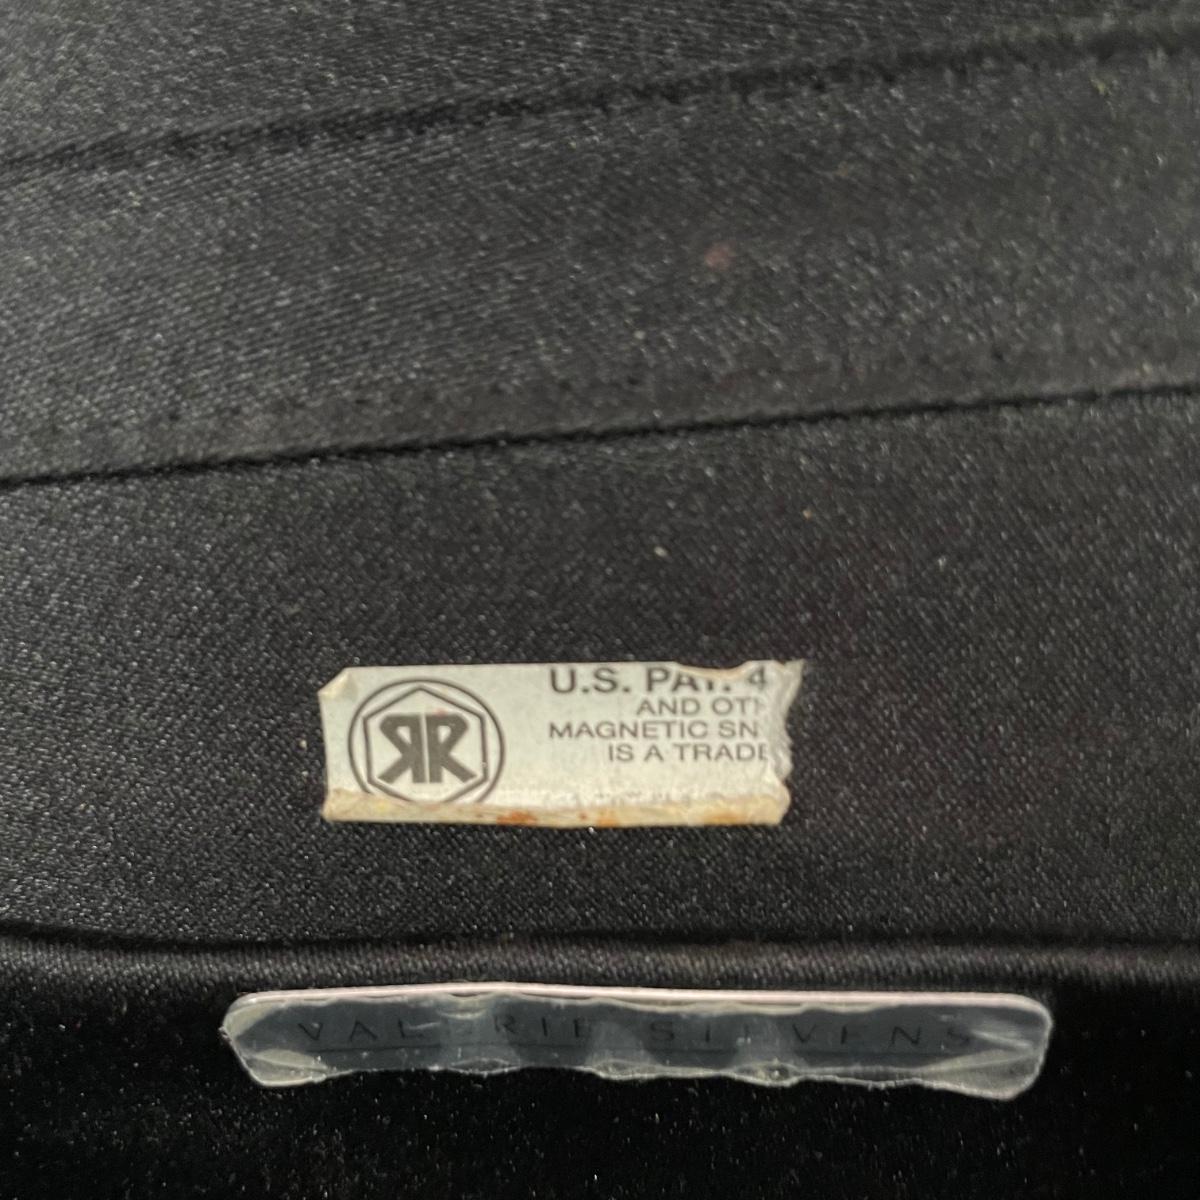 RR
U.S. PAT. 4
AND OTH
MAGNETIC SN
IS A TRADE
VALERIE STEVENS